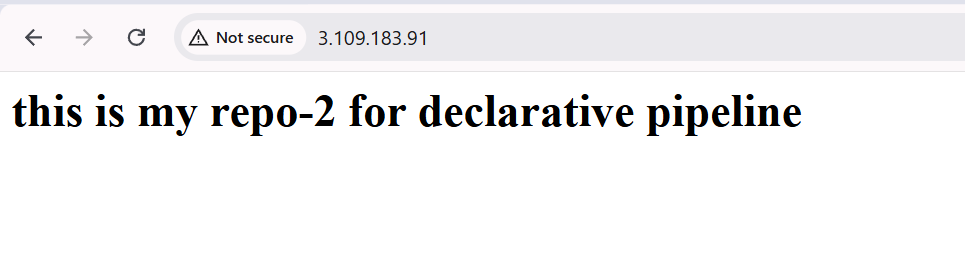 Not secure 3.109.183.91
this is my repo-2 for declarative pipeline